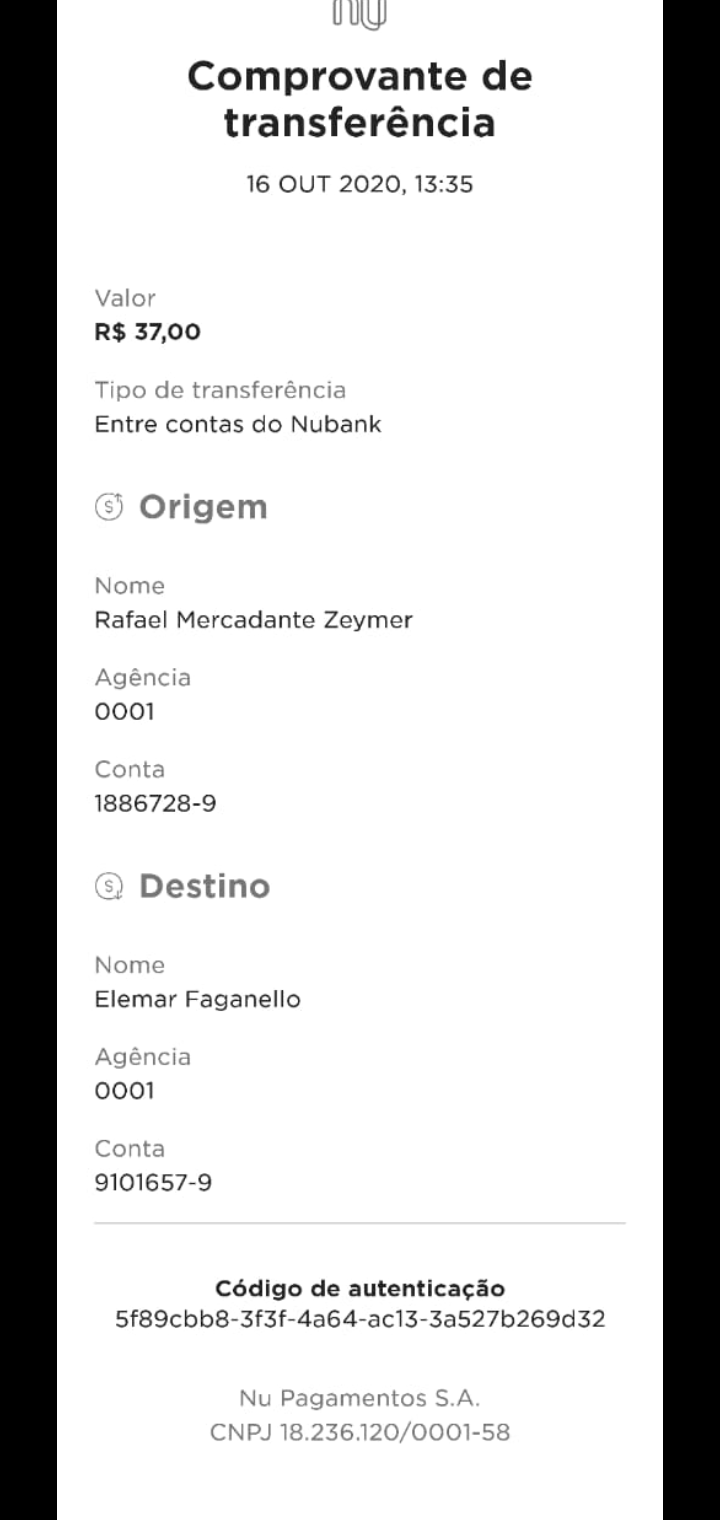 nu
Comprovante de
transferência
16 OUT 2020, 13:35
Valor
R$ 37,00
Tipo de transferência
Entre contas do Nubank
Origem
Nome
Rafael Mercadante Zeymer
Agência
0001
Conta
1886728-9
Destino
Nome
Elemar Faganello
Agência
0001
Conta
9101657-9
Código de autenticação
5f89cbb8-3f3f-4a64-ac13-3a527b269d32
Nu Pagamentos S.A.
CNPJ 18.236.120/0001-58